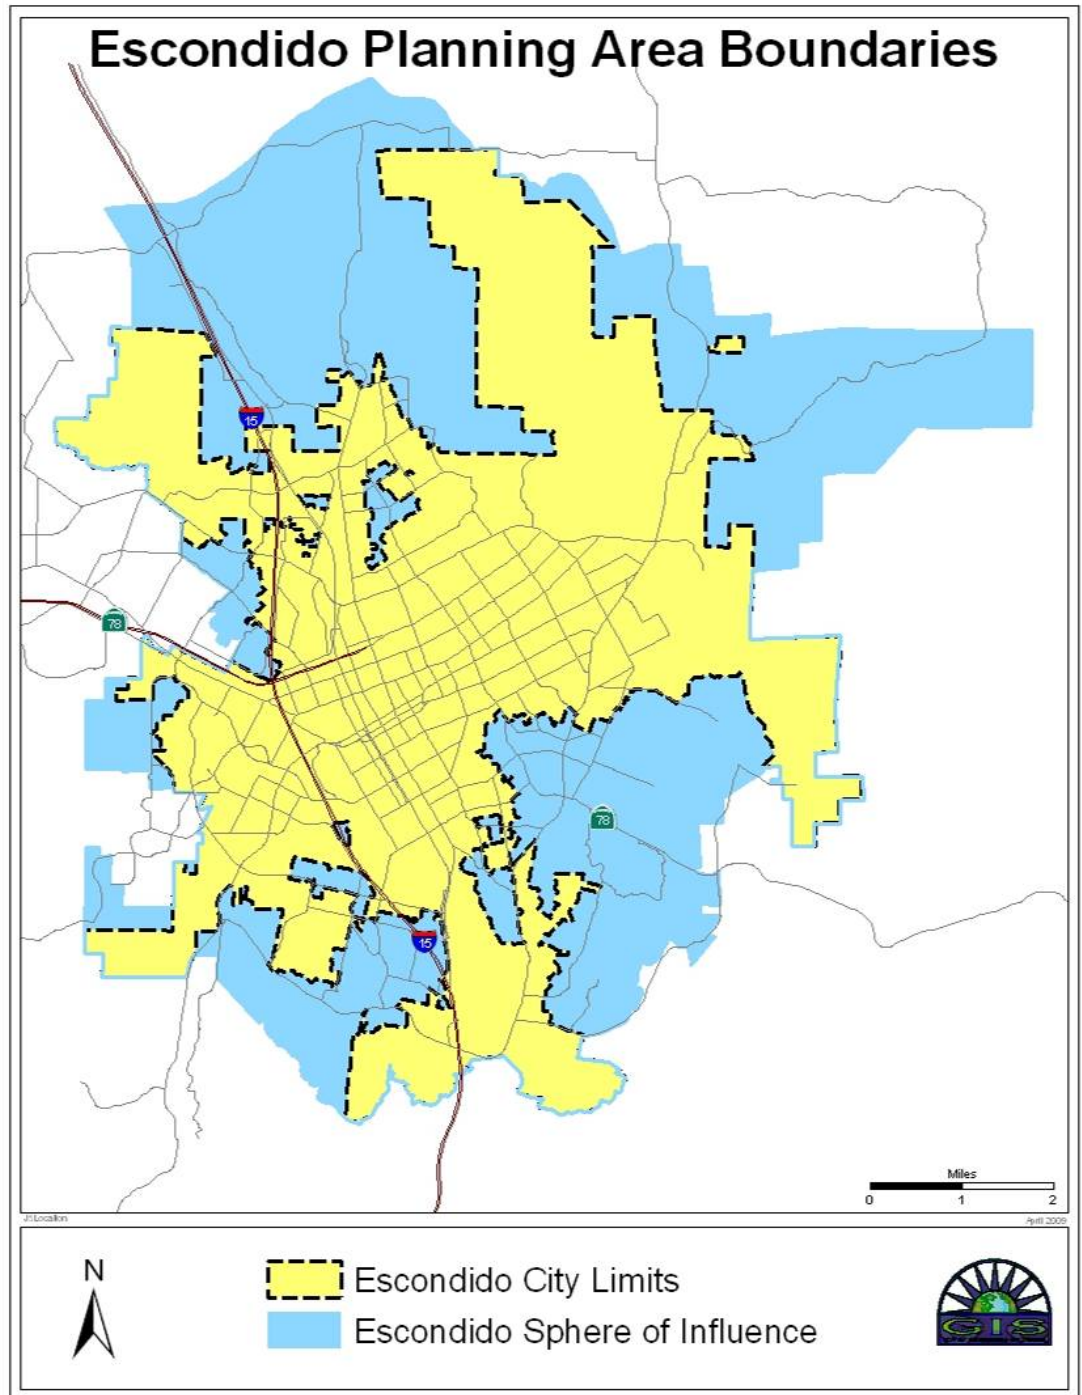 Escondido Planning Area Boundaries
15
78
78
15
Miles
0 1 2
April 2009
N
Escondido City Limits
Escondido Sphere of Influence
GIS